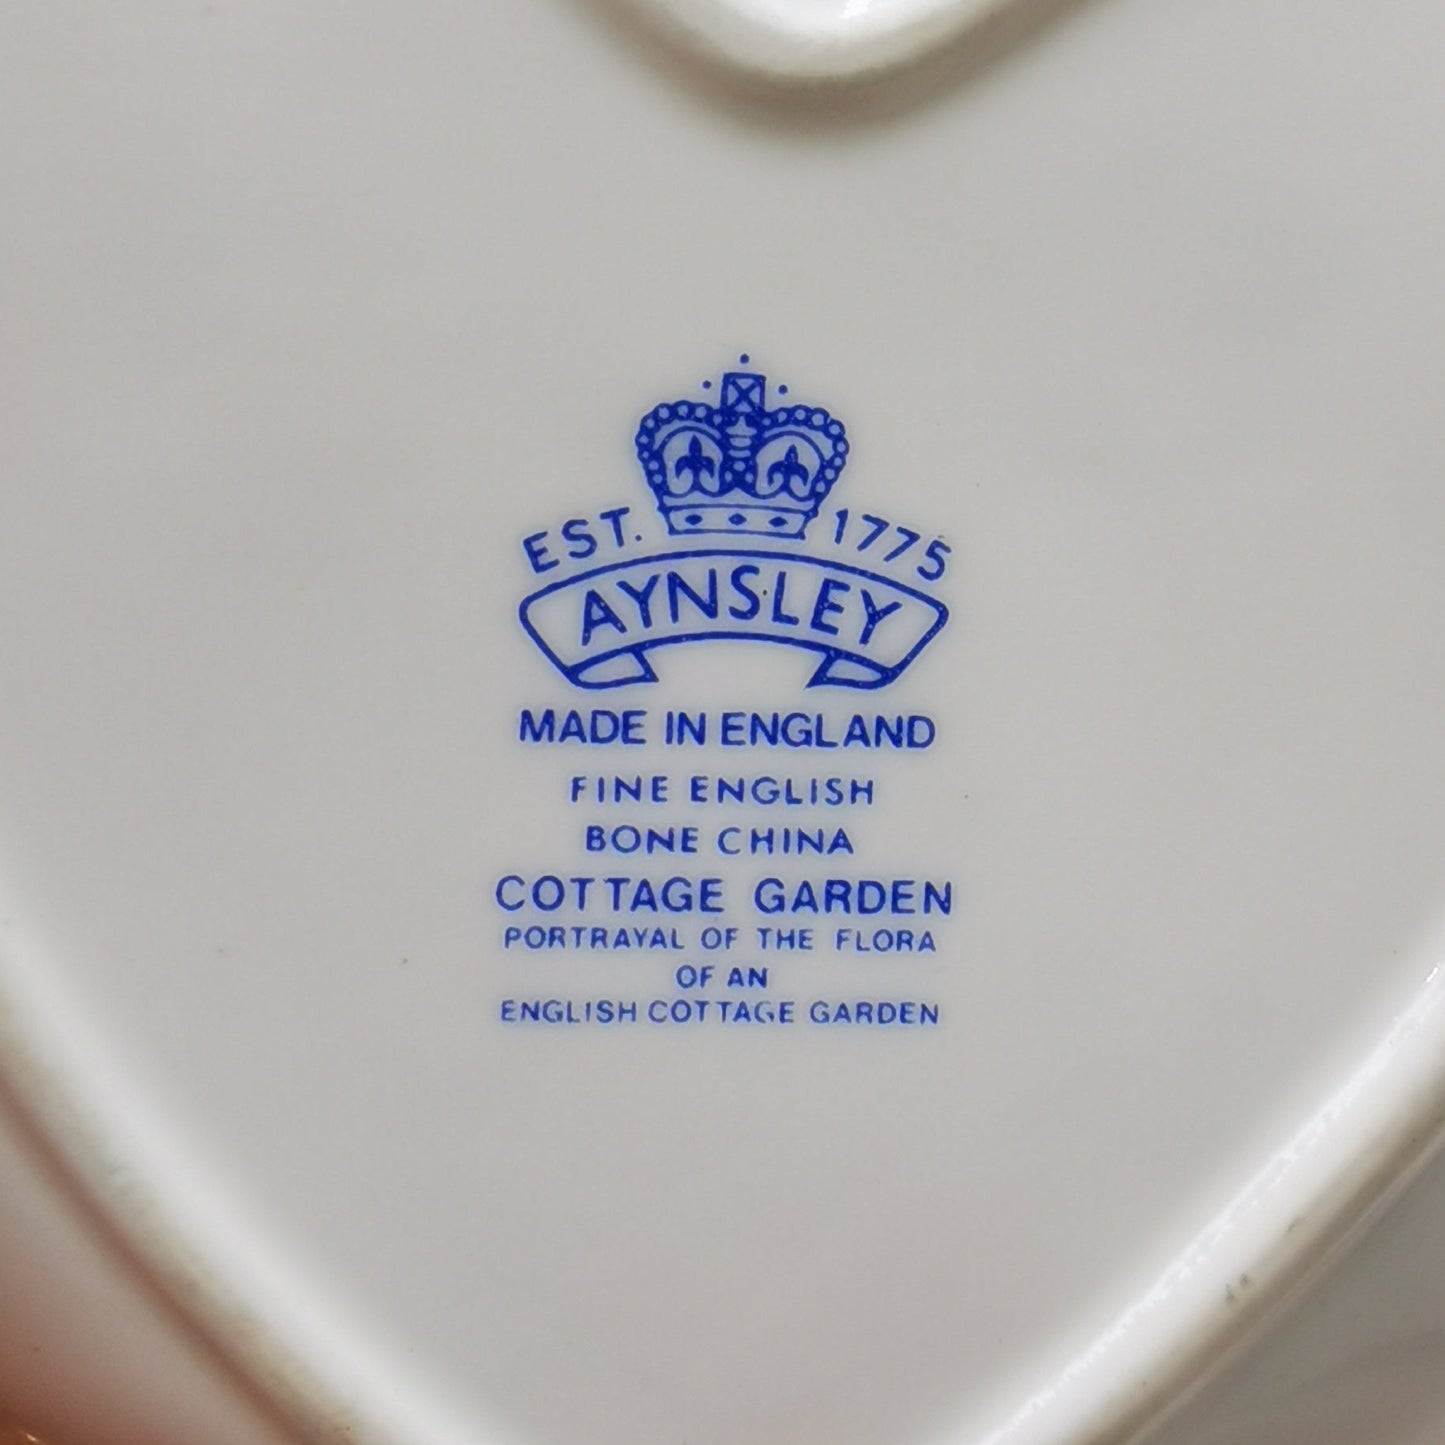 EST. 1775
AYNSLEY
MADE IN ENGLAND
FINE ENGLISH
BONE CHINA
COTTAGE GARDEN
PORTRAYAL OF THE FLORA
OF AN
ENGLISH COTTAGE GARDEN